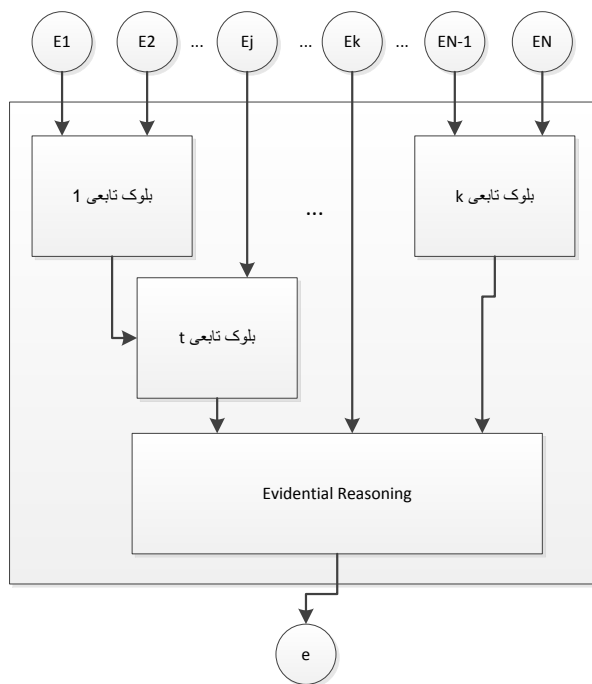 E1 E2 ... Ej ... Ek ... EN-1 EN
بلوک تابعی 1
بلوک تابعی k
...
بلوک تابعی t
Evidential Reasoning
e